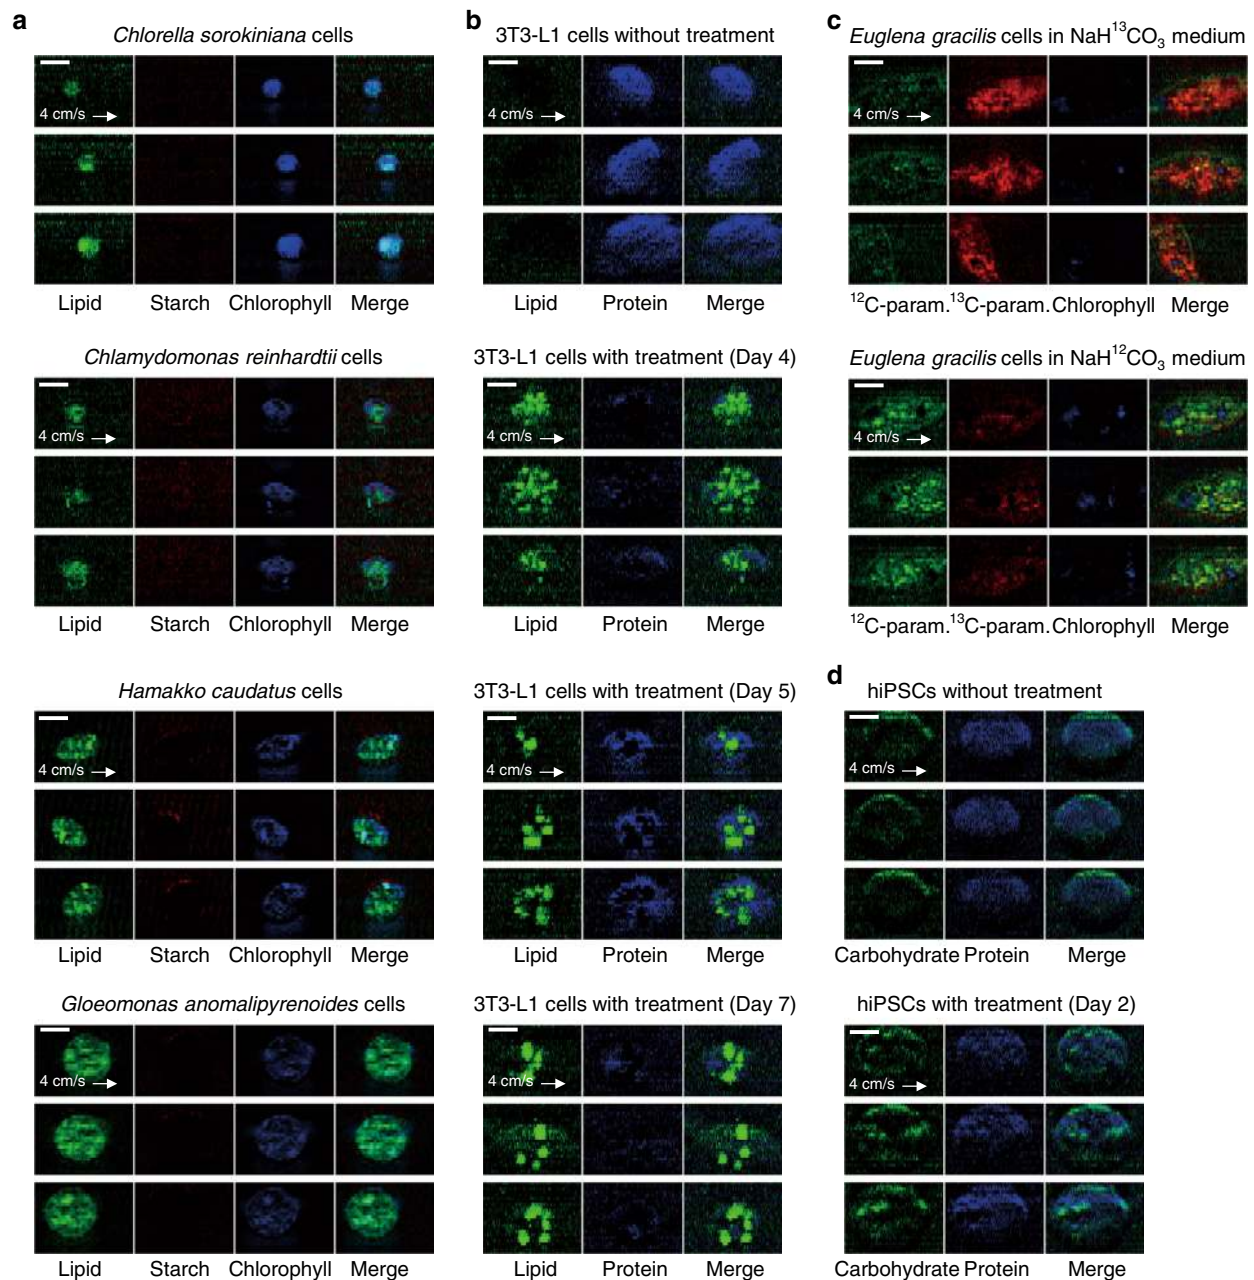 a
Chlorella sorokiniana cells
4 cm/s
Lipid Starch Chlorophyll Merge
Chlamydomonas reinhardtii cells
4 cm/s
Lipid Starch Chlorophyll Merge
Hamakko caudatus cells
4 cm/s
Lipid Starch Chlorophyll Merge
Gloeomonas anomalipyrenoides cells
4 cm/s
Lipid Starch Chlorophyll Merge
b
3T3-L1 cells without treatment
4 cm/s
Lipid Protein Merge
3T3-L1 cells with treatment (Day 4)
4 cm/s
Lipid Protein Merge
3T3-L1 cells with treatment (Day 5)
4 cm/s
Lipid Protein Merge
3T3-L1 cells with treatment (Day 7)
4 cm/s
Lipid Protein Merge
c
Euglena gracilis cells in NaH¹³CO₃ medium
4 cm/s
¹²C-param. ¹³C-param. Chlorophyll Merge
Euglena gracilis cells in NaH¹²CO₃ medium
4 cm/s
¹²C-param. ¹³C-param. Chlorophyll Merge
d
hiPSCs without treatment
4 cm/s
Carbohydrate Protein Merge
hiPSCs with treatment (Day 2)
4 cm/s
Carbohydrate Protein Merge